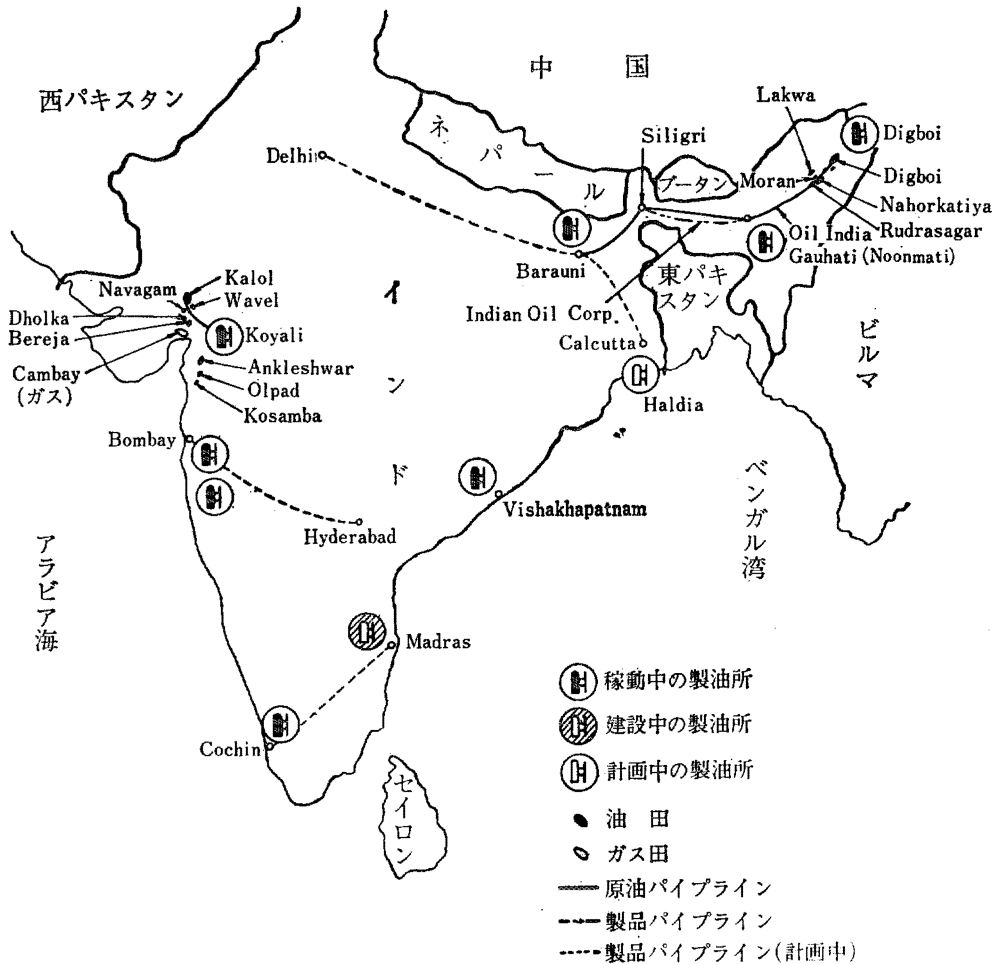 中国
西パキスタン
Lakwa
Siligri
Digboi
ネパール
Delhi
ブータン
Moran
Digboi
Nahorkatiya
Rudrasagar
Oil India
Gauhati (Noonmati)
Barauni
東パキ
スタン
Kalol
Navagam
Wavel
イ ン ド
Indian Oil Corp.
Dholka
Bereja
Koyali
Calcutta
ビルマ
Cambay
(ガス)
Ankleshwar
Olpad
Kosamba
Haldia
Bombay
ベンガル湾
Vishakhapatnam
Hyderabad
アラビア海
Madras
Cochin
セイロン
稼動中の製油所
建設中の製油所
計画中の製油所
油田
ガス田
原油パイプライン
製品パイプライン
製品パイプライン(計画中)